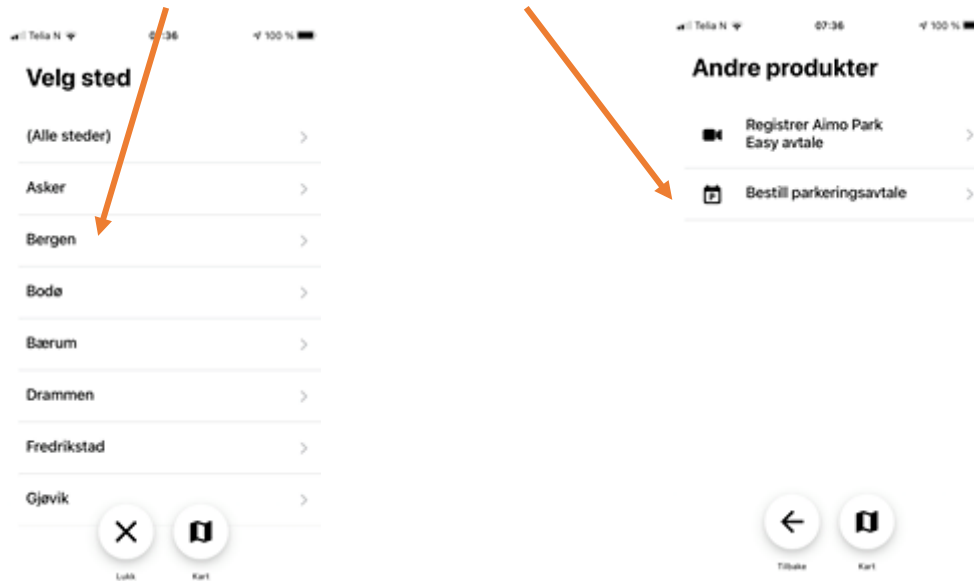 Telia N 07:36 100 %
Velg sted
(Alle steder)
Asker
Bergen
Bodø
Bærum
Drammen
Fredrikstad
Gjøvik
Lukk Kart
Telia N 07:36 100 %
Andre produkter
Registrer Aimo Park
Easy avtale
Bestill parkeringsavtale
Tilbake Kart